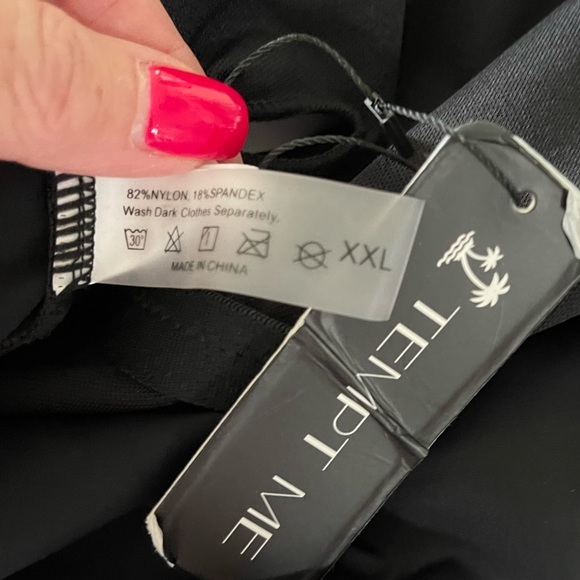 82%NYLON, 18%SPANDEX
Wash Dark Clothes Separately.
30°
XXL
MADE IN CHINA
TEMPT ME